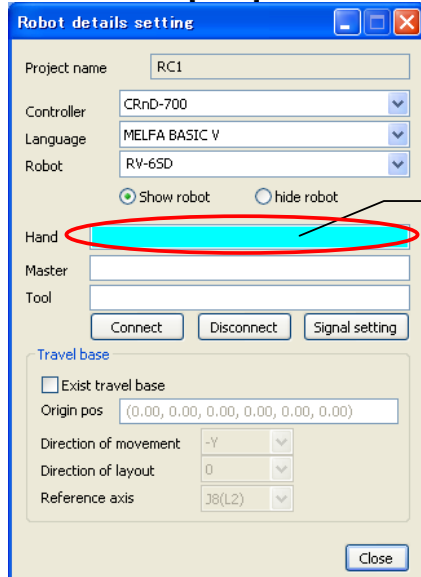 Robot details setting
Project name RC1
Controller CRnD-700
Language MELFA BASIC V
Robot RV-6SD
Show robot hide robot
Hand
Master
Tool
Connect Disconnect Signal setting
Travel base
Exist travel base
Origin pos (0.00, 0.00, 0.00, 0.00, 0.00, 0.00)
Direction of movement -Y
Direction of layout 0
Reference axis J8(L2)
Close